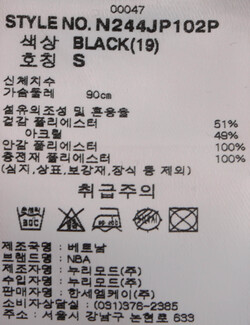 00047
STYLE NO. N244JP102P
색상 BLACK(19)
호칭 S
신체치수
가슴둘레 90cm
섬유의조성 및 혼용율
겉감 폴리에스터 51%
아크릴 49%
안감 폴리에스터 100%
충전재 폴리에스터 100%
(심지,상표,보강재,장식 등 제외)
취급주의
제조국명 : 베트남
브랜드명 : NBA
제조자명 : 누리모드(주)
수입자명 : 누리모드(주)
판매자명 : 한세엠케이(주)
소비자상담실 : (031)376-2385
주소 : 서울시 강남구 논현로 633